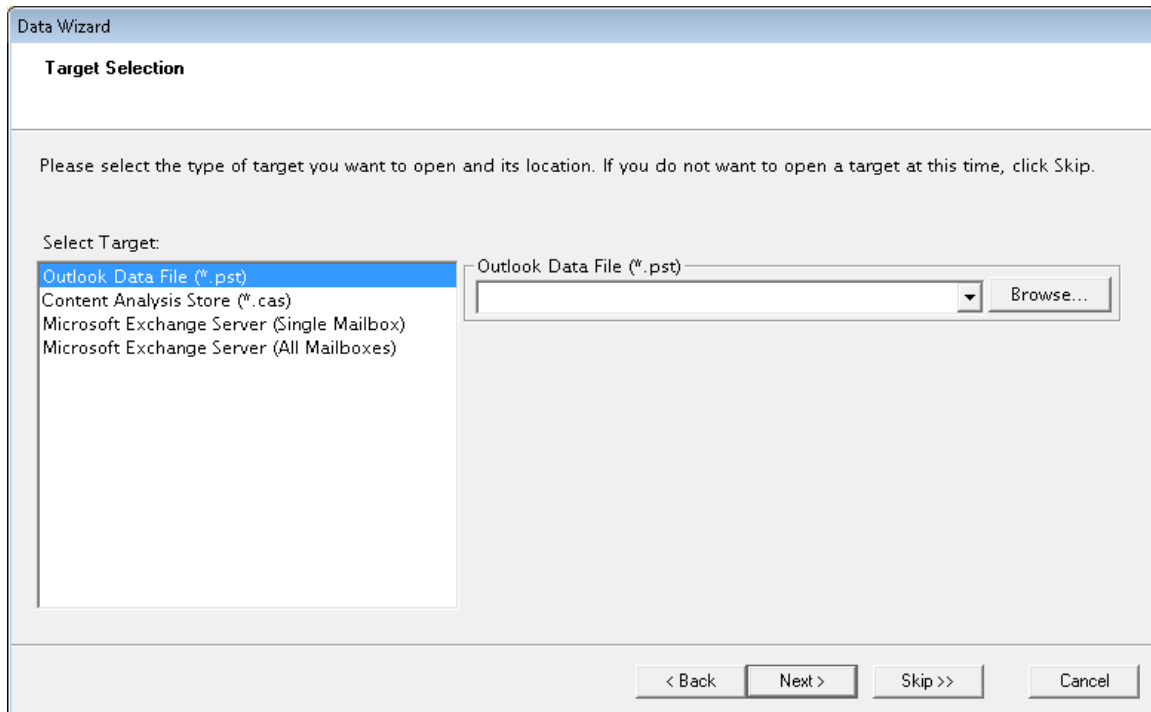 Data Wizard
Target Selection
Please select the type of target you want to open and its location. If you do not want to open a target at this time, click Skip.
Select Target:
Outlook Data File (*.pst)
Content Analysis Store (*.cas)
Microsoft Exchange Server (Single Mailbox)
Microsoft Exchange Server (All Mailboxes)
Outlook Data File (*.pst)
Browse...
< Back Next > Skip >> Cancel